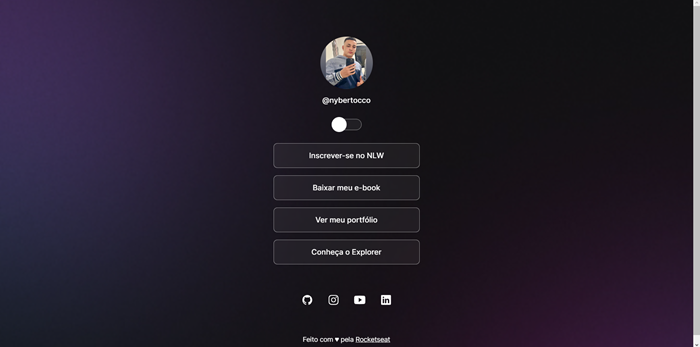 @nybertocco
Inscrever-se no NLW
Baixar meu e-book
Ver meu portfólio
Conheça o Explorer
Feito com ♥ pela Rocketseat